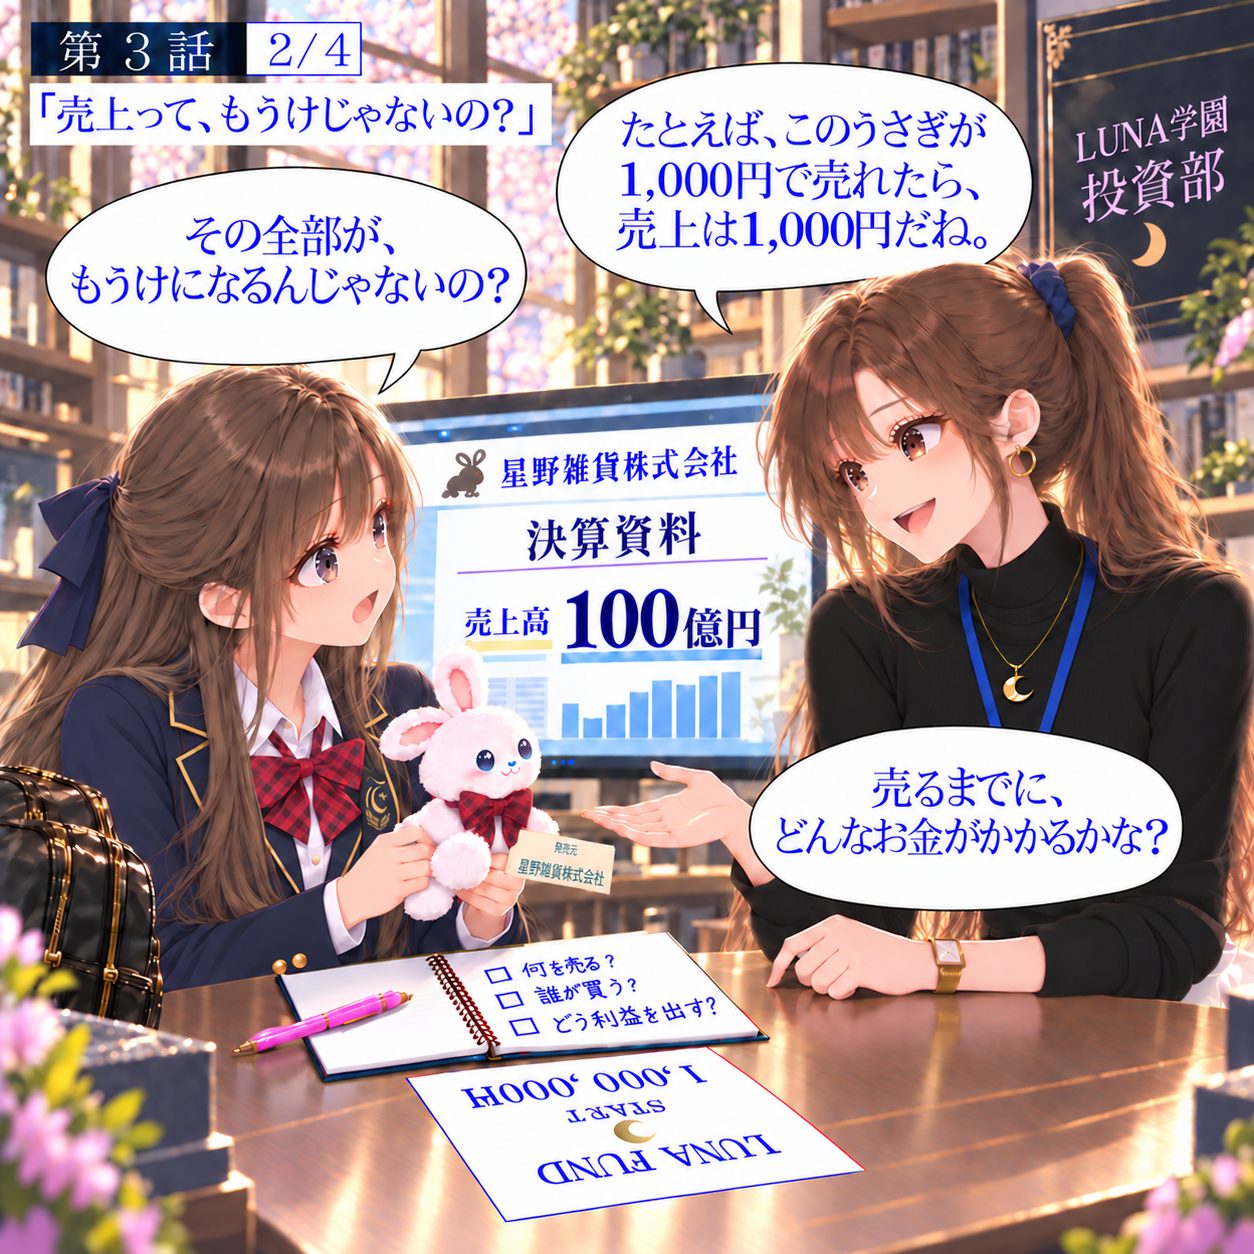 第3話 2/4
「売上って、もうけじゃないの?」
たとえば、このうさぎが
1,000円で売れたら、
売上は1,000円だね。
その全部が、
もうけになるんじゃないの?
LUNA学園
投資部
星野雑貨株式会社
決算資料
売上高 100億円
売るまでに、
どんなお金がかかるかな?
発売元
星野雑貨株式会社
何を売る?
誰が買う?
どう利益を出す?
LUNA FUND
START
1,000,000円